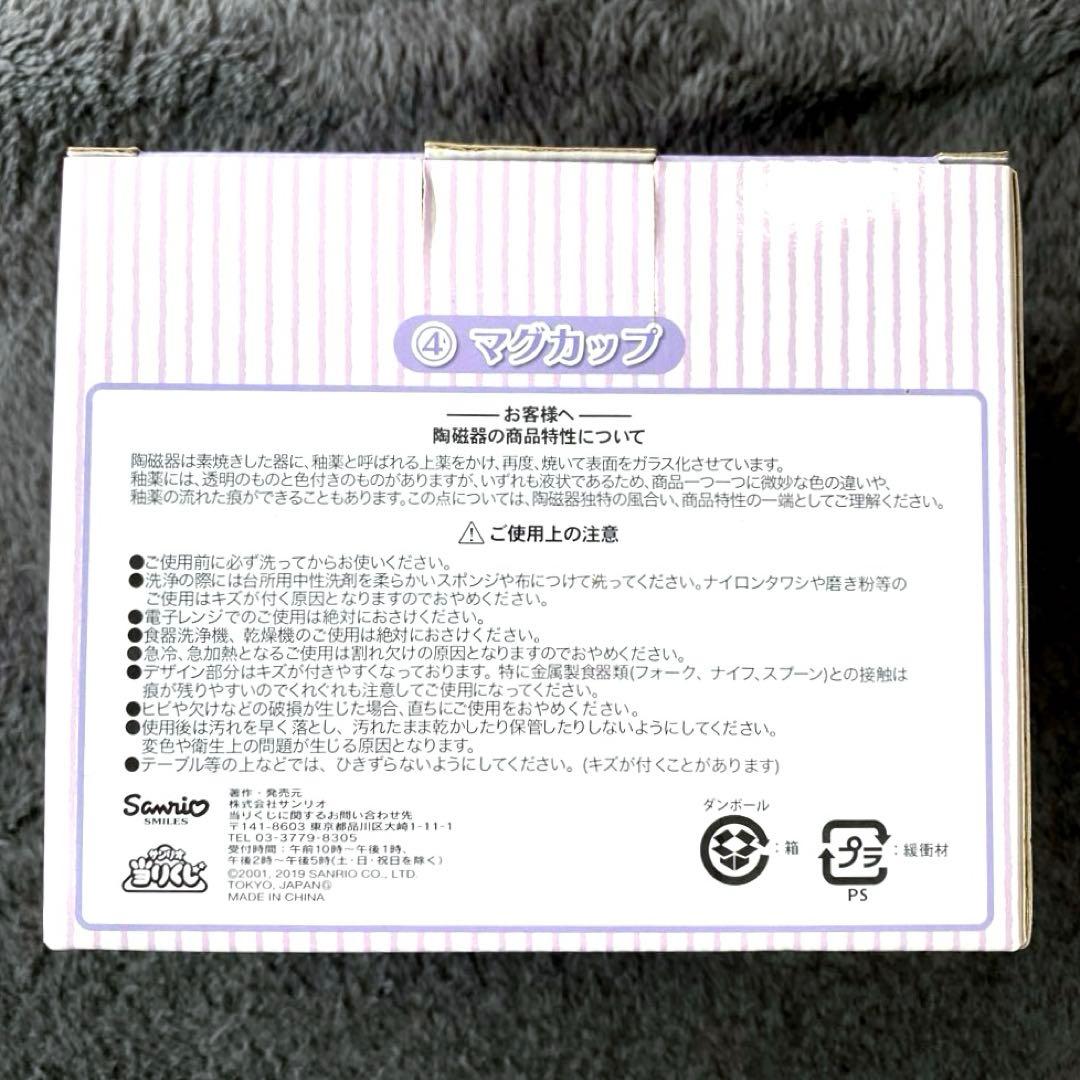 ④ マグカップ
お客様へ
陶磁器の商品特性について
陶磁器は素焼きした器に、釉薬と呼ばれる上薬をかけ、再度、焼いて表面をガラス化させています。
釉薬には、透明のものと色付きのものがありますが、いずれも液状であるため、商品一つ一つに微妙な色の違いや、
釉薬の流れた痕ができることもあります。この点については、陶磁器独特の風合い、商品特性の一端としてご理解ください。
⚠ ご使用上の注意
●ご使用前に必ず洗ってからお使いください。
●洗浄の際には台所用中性洗剤を柔らかいスポンジや布につけて洗ってください。ナイロンタワシや磨き粉等の
ご使用はキズが付く原因となりますのでおやめください。
●電子レンジでのご使用は絶対におさけください。
●食器洗浄機、乾燥機のご使用は絶対におさけください。
●急冷、急加熱となるご使用は割れ欠けの原因となりますのでおやめください。
●デザイン部分はキズが付きやすくなっております。特に金属製食器類(フォーク、ナイフ、スプーン)との接触は
痕が残りやすいのでくれぐれも注意してご使用になってください。
●ヒビや欠けなどの破損が生じた場合、直ちにご使用をおやめください。
●使用後は汚れを早く落とし、汚れたまま乾かしたり保管したりしないようにしてください。
変色や衛生上の問題が生じる原因となります。
●テーブル等の上などでは、ひきずらないようにしてください。(キズが付くことがあります)
Sanrio
SMILES
サンリオ
当りくじ
著作・発売元
株式会社サンリオ
当りくじに関するお問い合わせ先
〒141-8603 東京都品川区大崎1-11-1
TEL 03-3779-8305
受付時間：午前10時～午後1時、
午後2時～午後5時(土・日・祝日を除く)
©2001, 2019 SANRIO CO., LTD.
TOKYO, JAPAN Ⓖ
MADE IN CHINA
ダンボール
：箱
プラ
：緩衝材
PS